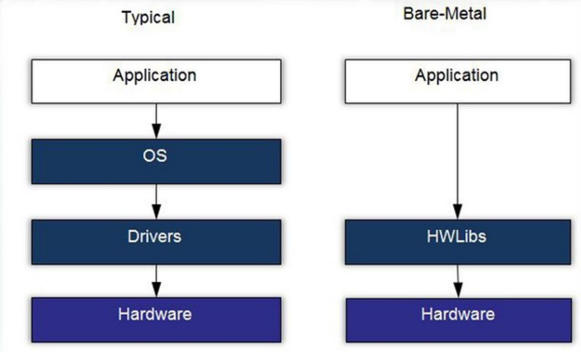 Typical
Application
OS
Drivers
Hardware
Bare-Metal
Application
HWLibs
Hardware